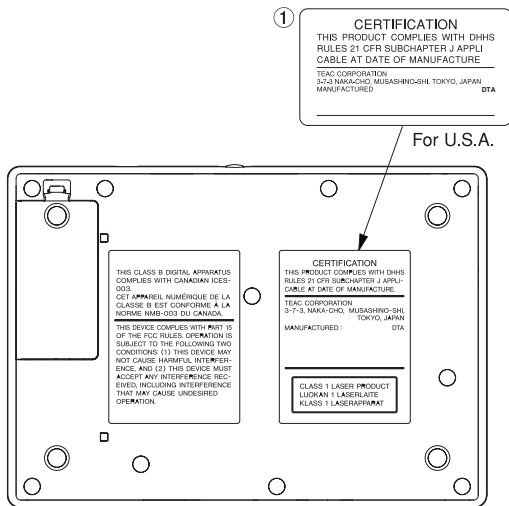 ①
CERTIFICATION
THIS PRODUCT COMPLIES WITH DHHS
RULES 21 CFR SUBCHAPTER J APPLI
CABLE AT DATE OF MANUFACTURE
TEAC CORPORATION
3-7-3 NAKA-CHO, MUSASHINO-SHI, TOKYO, JAPAN
MANUFACTURED DTA
For U.S.A.
THIS CLASS B DIGITAL APPARATUS
COMPLIES WITH CANADIAN ICES-
003.
CET APPAREIL NUMÉRIQUE DE LA
CLASSE B EST CONFORME A LA
NORME NMB-003 DU CANADA.
THIS DEVICE COMPLIES WITH PART 15
OF THE FCC RULES. OPERATION IS
SUBJECT TO THE FOLLOWING TWO
CONDITIONS: (1) THIS DEVICE MAY
NOT CAUSE HARMFUL INTERFER-
ENCE, AND (2) THIS DEVICE MUST
ACCEPT ANY INTERFERENCE REC-
EIVED, INCLUDING INTERFERENCE
THAT MAY CAUSE UNDESIRED
OPERATION.
CERTIFICATION
THIS PRODUCT COMPLIES WITH DHHS
RULES 21 CFR SUBCHAPTER J APPLI-
CABLE AT DATE OF MANUFACTURE.
TEAC CORPORATION
3-7-3, NAKA-CHO, MUSASHINO-SHI,
TOKYO, JAPAN
MANUFACTURED : DTA
CLASS 1 LASER PRODUCT
LUOKAN 1 LASERLAITE
KLASS 1 LASERAPPARAT